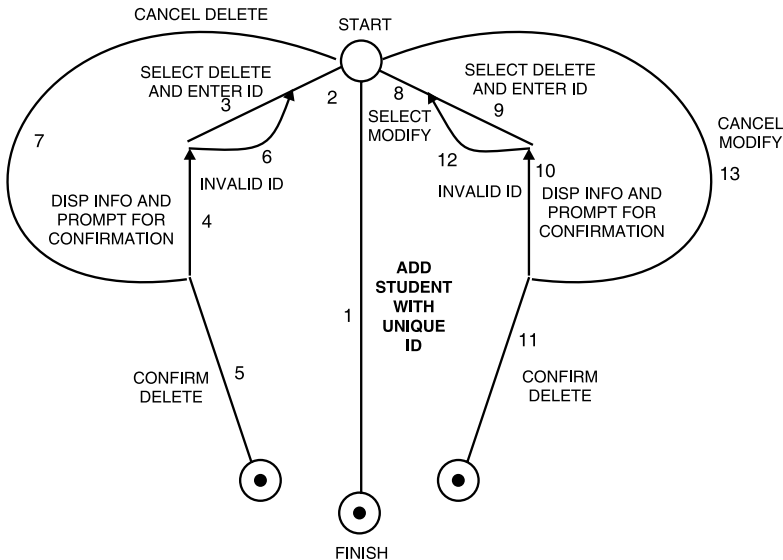 CANCEL DELETE
START
SELECT DELETE
AND ENTER ID
3
2
8
SELECT
MODIFY
SELECT DELETE
AND ENTER ID
9
7
6
12
CANCEL
MODIFY
13
INVALID ID
INVALID ID
10
DISP INFO AND
PROMPT FOR
CONFIRMATION
4
DISP INFO AND
PROMPT FOR
CONFIRMATION
1
ADD
STUDENT
WITH
UNIQUE
ID
11
CONFIRM
DELETE
5
CONFIRM
DELETE
FINISH